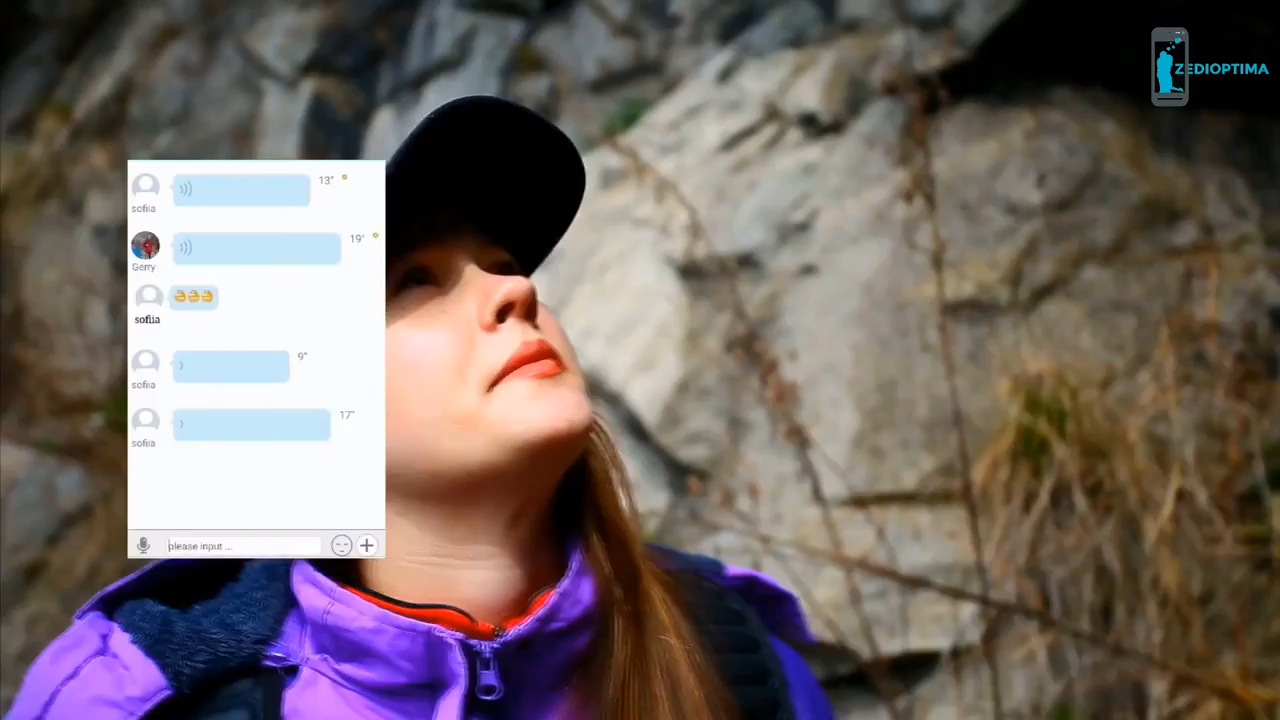 ZEDIOPTIMA
13"
sofiia
19"
Gerry
sofiia
9"
sofiia
17"
sofiia
please input ...